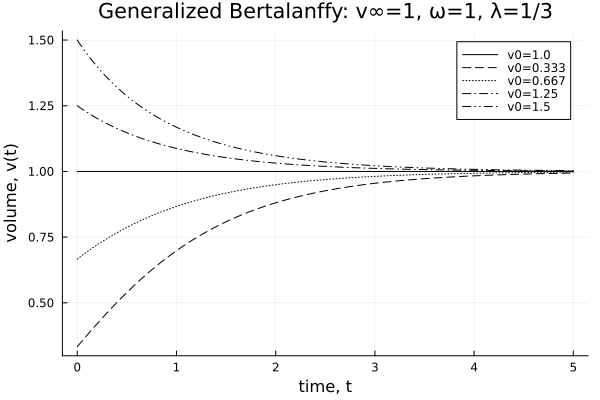 Generalized Bertalanffy: v∞=1, ω=1, λ=1/3
1.50
1.25
1.00
0.75
0.50
volume, v(t)
v0=1.0
v0=0.333
v0=0.667
v0=1.25
v0=1.5
0 1 2 3 4 5
time, t